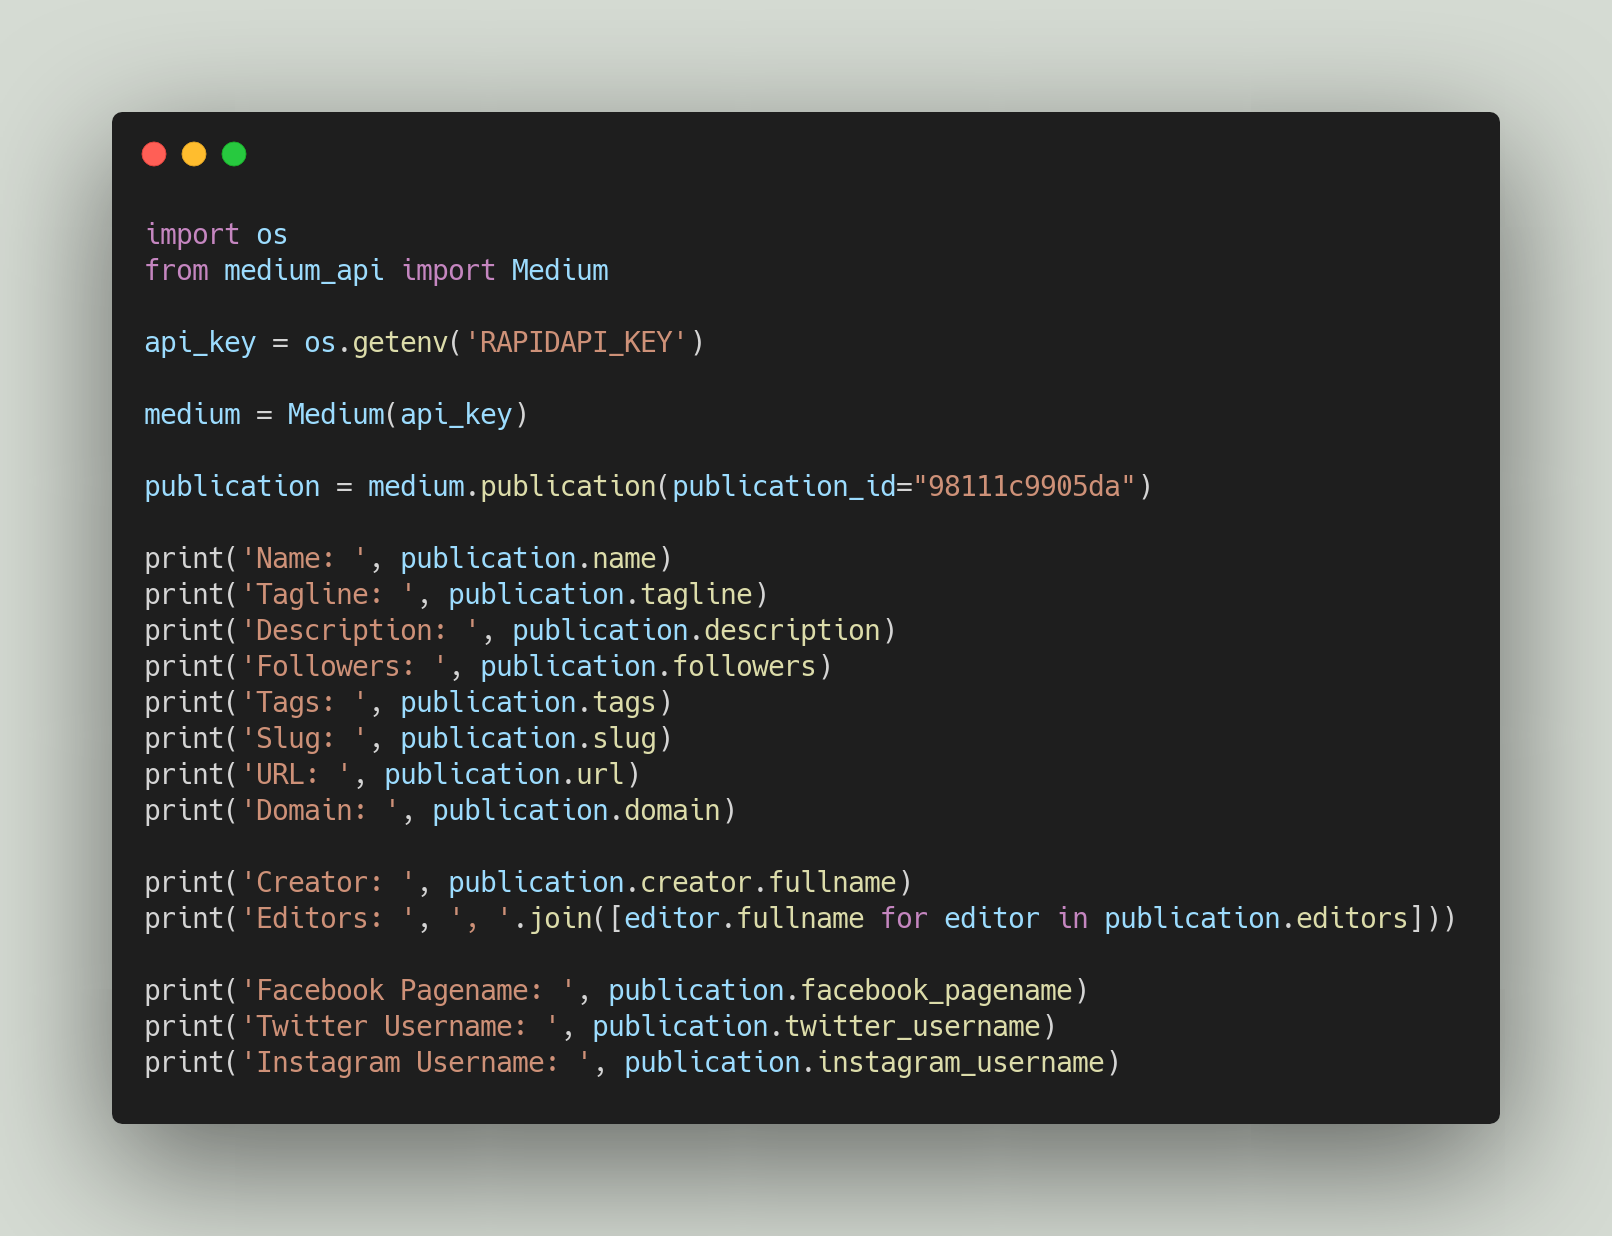 import os
from medium_api import Medium
api_key = os.getenv('RAPIDAPI_KEY')
medium = Medium(api_key)
publication = medium.publication(publication_id="98111c9905da")
print('Name: ', publication.name)
print('Tagline: ', publication.tagline)
print('Description: ', publication.description)
print('Followers: ', publication.followers)
print('Tags: ', publication.tags)
print('Slug: ', publication.slug)
print('URL: ', publication.url)
print('Domain: ', publication.domain)
print('Creator: ', publication.creator.fullname)
print('Editors: ', ', '.join([editor.fullname for editor in publication.editors]))
print('Facebook Pagename: ', publication.facebook_pagename)
print('Twitter Username: ', publication.twitter_username)
print('Instagram Username: ', publication.instagram_username)